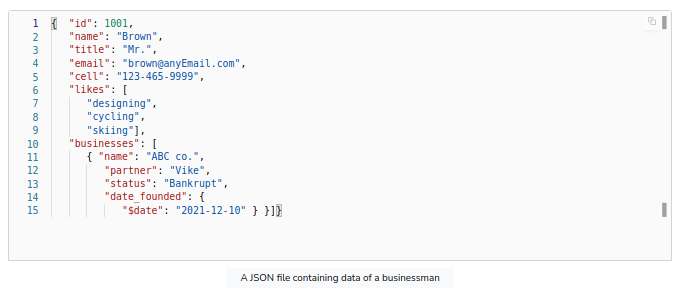 1 { "id": 1001,
2 "name": "Brown",
3 "title": "Mr.",
4 "email": "brown@anyEmail.com",
5 "cell": "123-465-9999",
6 "likes": [
7 "designing",
8 "cycling",
9 "skiing"],
10 "businesses": [
11 { "name": "ABC co.",
12 "partner": "Vike",
13 "status": "Bankrupt",
14 "date_founded": {
15 "$date": "2021-12-10" } }]}
A JSON file containing data of a businessman